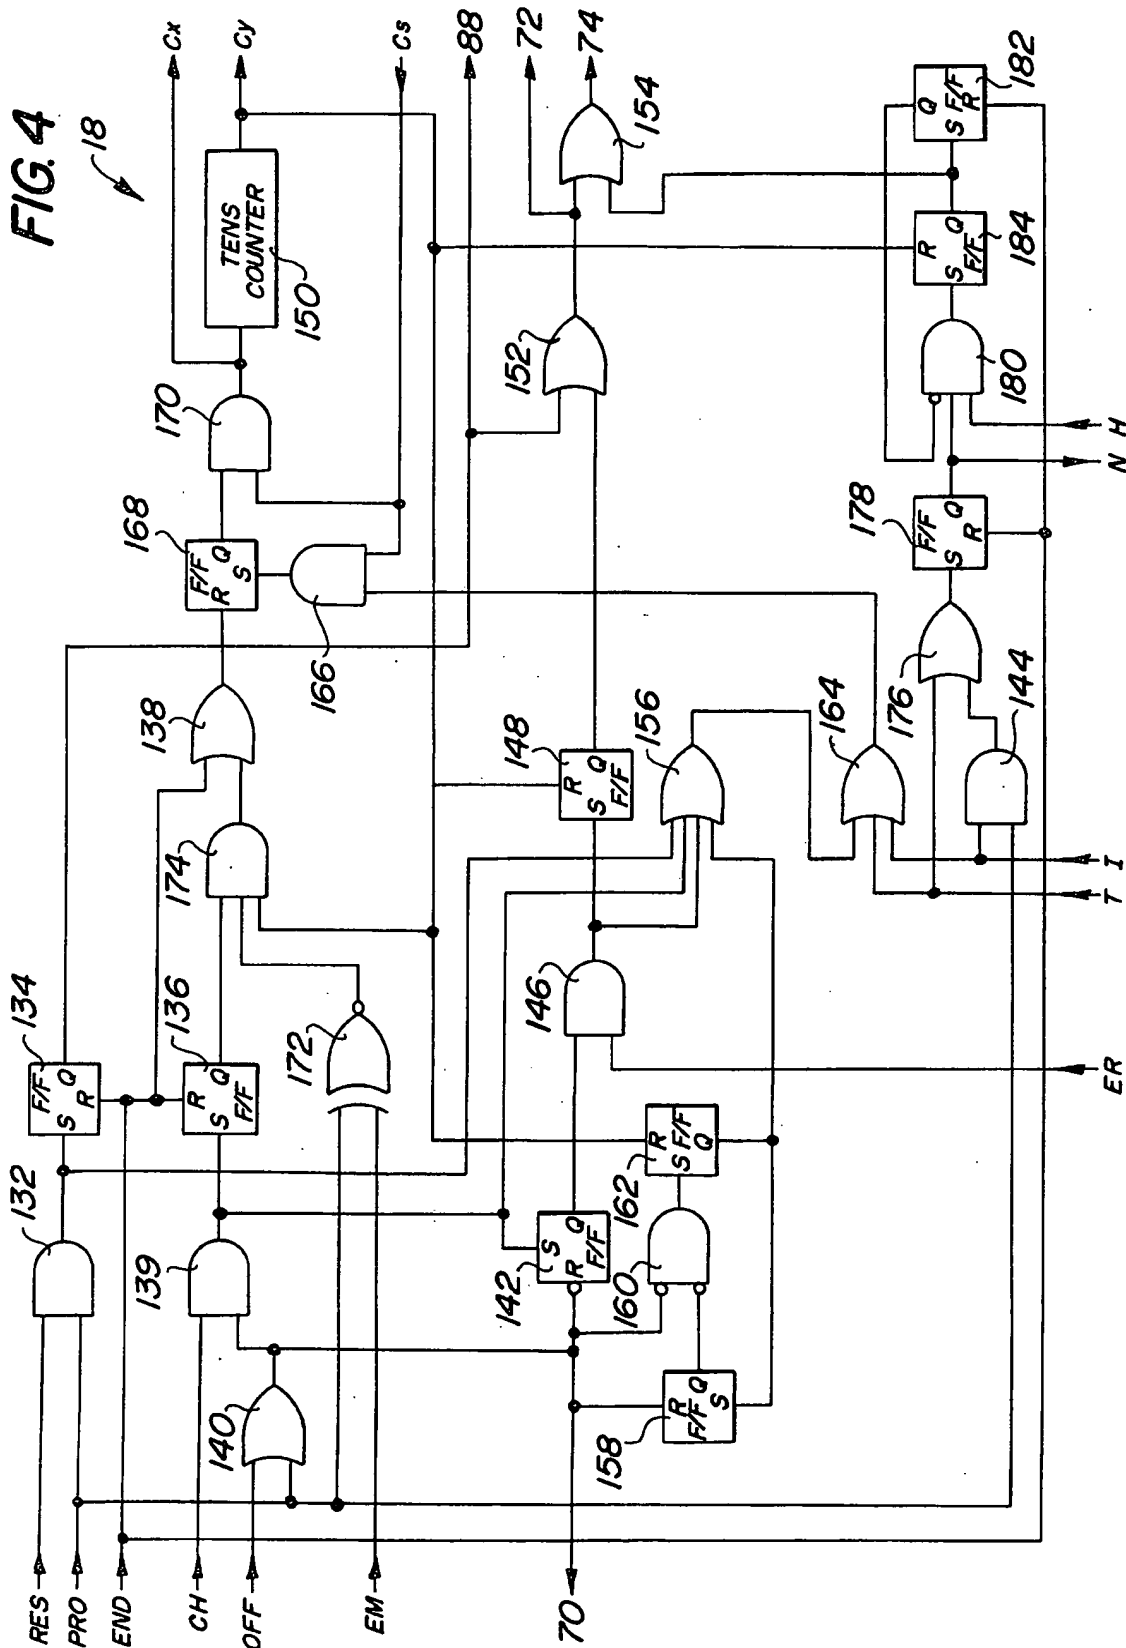 FIG. 4
18
Cx
Cy
Cs
88
72
74
TENS
COUNTER
150
170
168
F/F
R
Q
S
166
138
174
134
F/F
S
Q
R
136
R
S
Q
F/F
172
132
139
140
RES
PRO
END
CH
OFF
EM
70
154
152
148
R
S
Q
F/F
156
164
146
142
S
R
Q
F/F
160
162
R
S
F/F
Q
158
R
F/F
Q
S
182
Q
S
F/F
R
184
R
S
Q
F/F
180
178
F/F
S
Q
R
176
144
ER
T
I
N
H